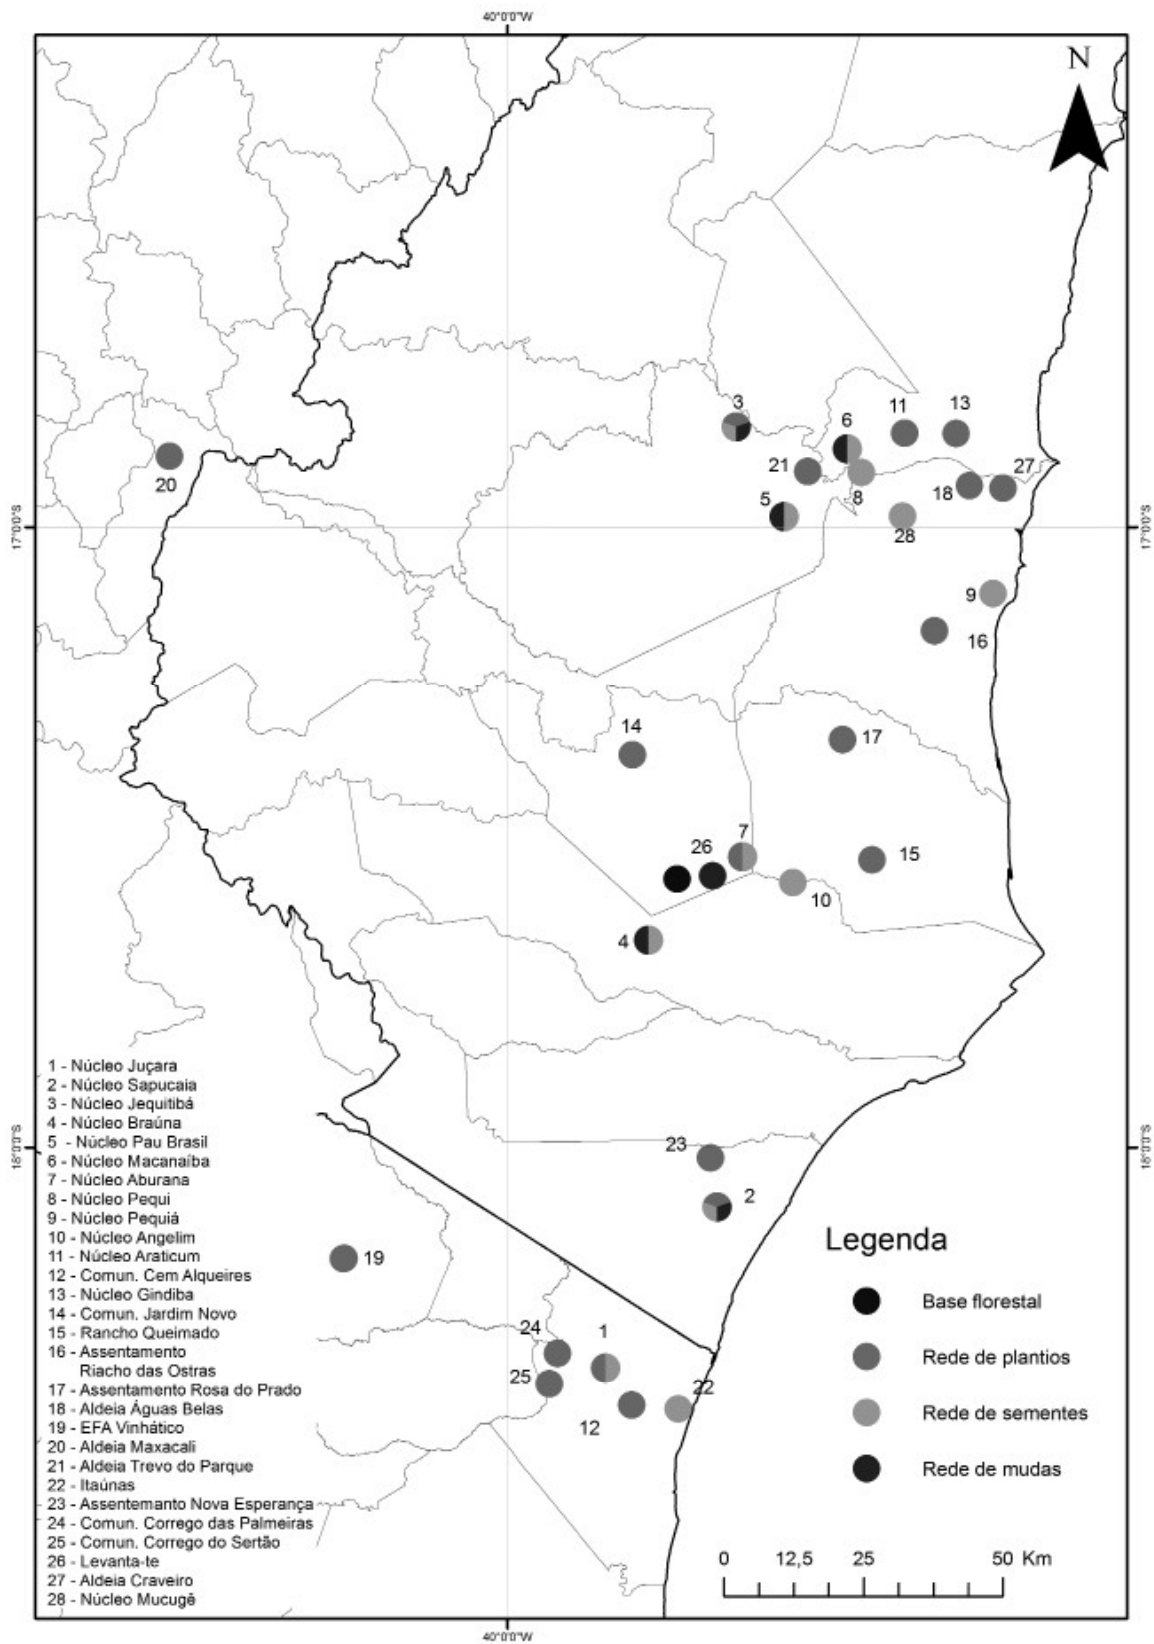 40°0'0"W
N
3
6
11
13
21
27
20
5
8
18
28
17°0'0"S
17°0'0"S
9
16
14
17
7
26
15
10
4
1 - Núcleo Juçara
2 - Núcleo Sapucaia
3 - Núcleo Jequitibá
4 - Núcleo Braúna
5 - Núcleo Pau Brasil
6 - Núcleo Macanaíba
7 - Núcleo Aburana
8 - Núcleo Pequi
9 - Núcleo Pequiá
10 - Núcleo Angelim
11 - Núcleo Araticum
12 - Comun. Cem Alqueires
13 - Núcleo Gindiba
14 - Comun. Jardim Novo
15 - Rancho Queimado
16 - Assentamento
Riacho das Ostras
17 - Assentamento Rosa do Prado
18 - Aldeia Águas Belas
19 - EFA Vinhático
20 - Aldeia Maxacali
21 - Aldeia Trevo do Parque
22 - Itaúnas
23 - Assentemanto Nova Esperança
24 - Comun. Corrego das Palmeiras
25 - Comun. Corrego do Sertão
26 - Levanta-te
27 - Aldeia Craveiro
28 - Núcleo Mucugê
18°0'0"S
18°0'0"S
23
2
19
24
1
25
22
12
Legenda
Base florestal
Rede de plantios
Rede de sementes
Rede de mudas
0 12,5 25 50 Km
40°0'0"W